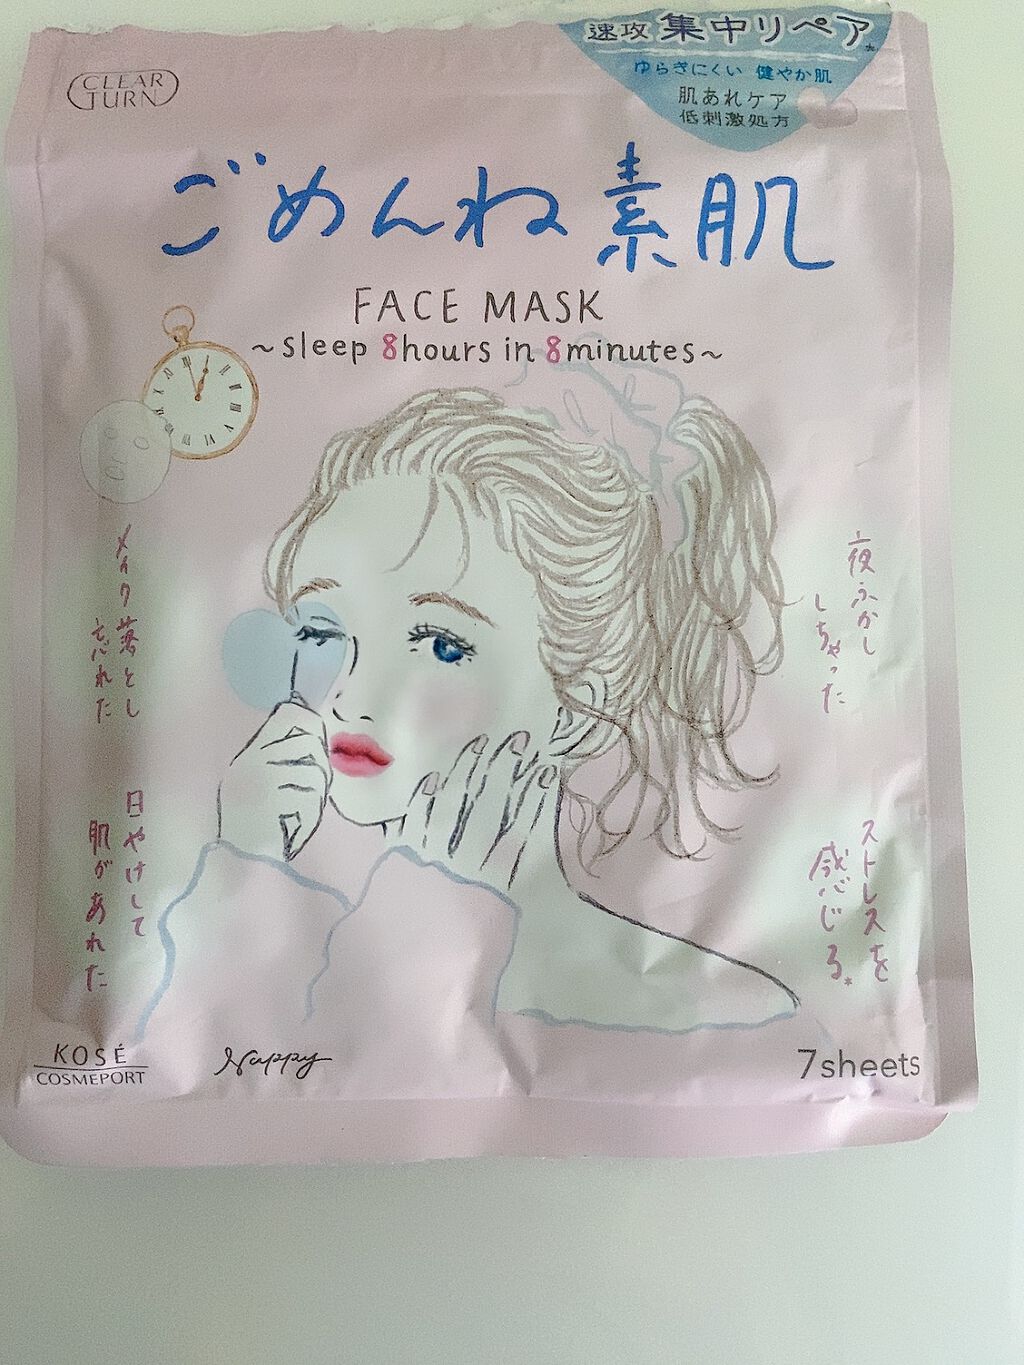 CLEAR
TURN
速攻 集中リペア*
ゆらぎにくい 健やか肌
肌あれケア
低刺激処方
ごめんね素肌
FACE MASK
~sleep 8hours in 8minutes~
夜ふかし
しちゃった
メイク落とし
忘れた
ストレスを
感じる*
日やけして
肌があれた
KOSÉ
COSMEPORT
Nappy
7sheets